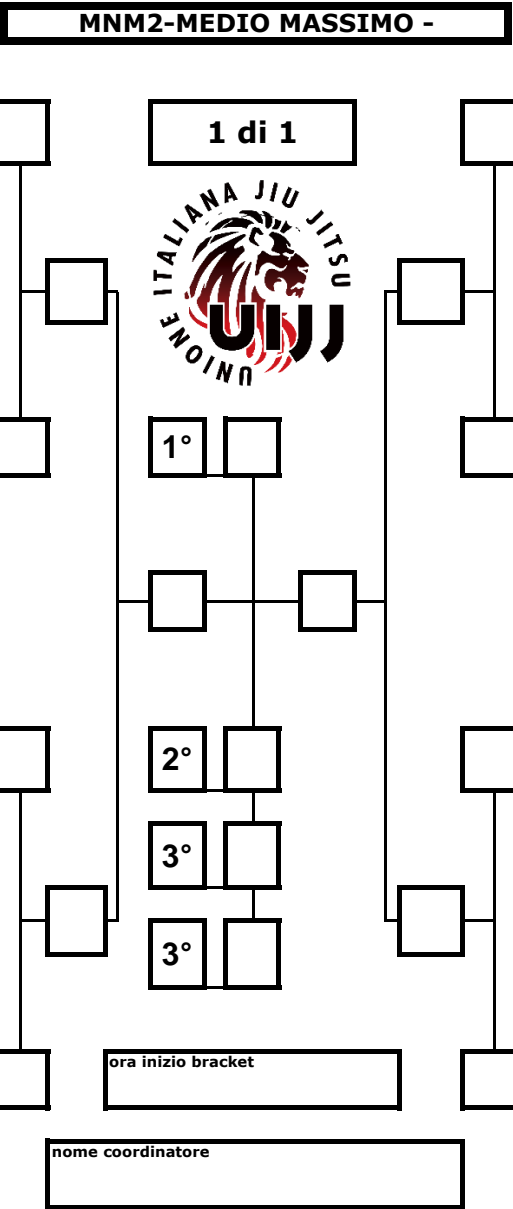 MNM2-MEDIO MASSIMO -
1 di 1
UNIONE ITALIANA JIU JITSU
UIJJ
1°
2°
3°
3°
ora inizio bracket
nome coordinatore